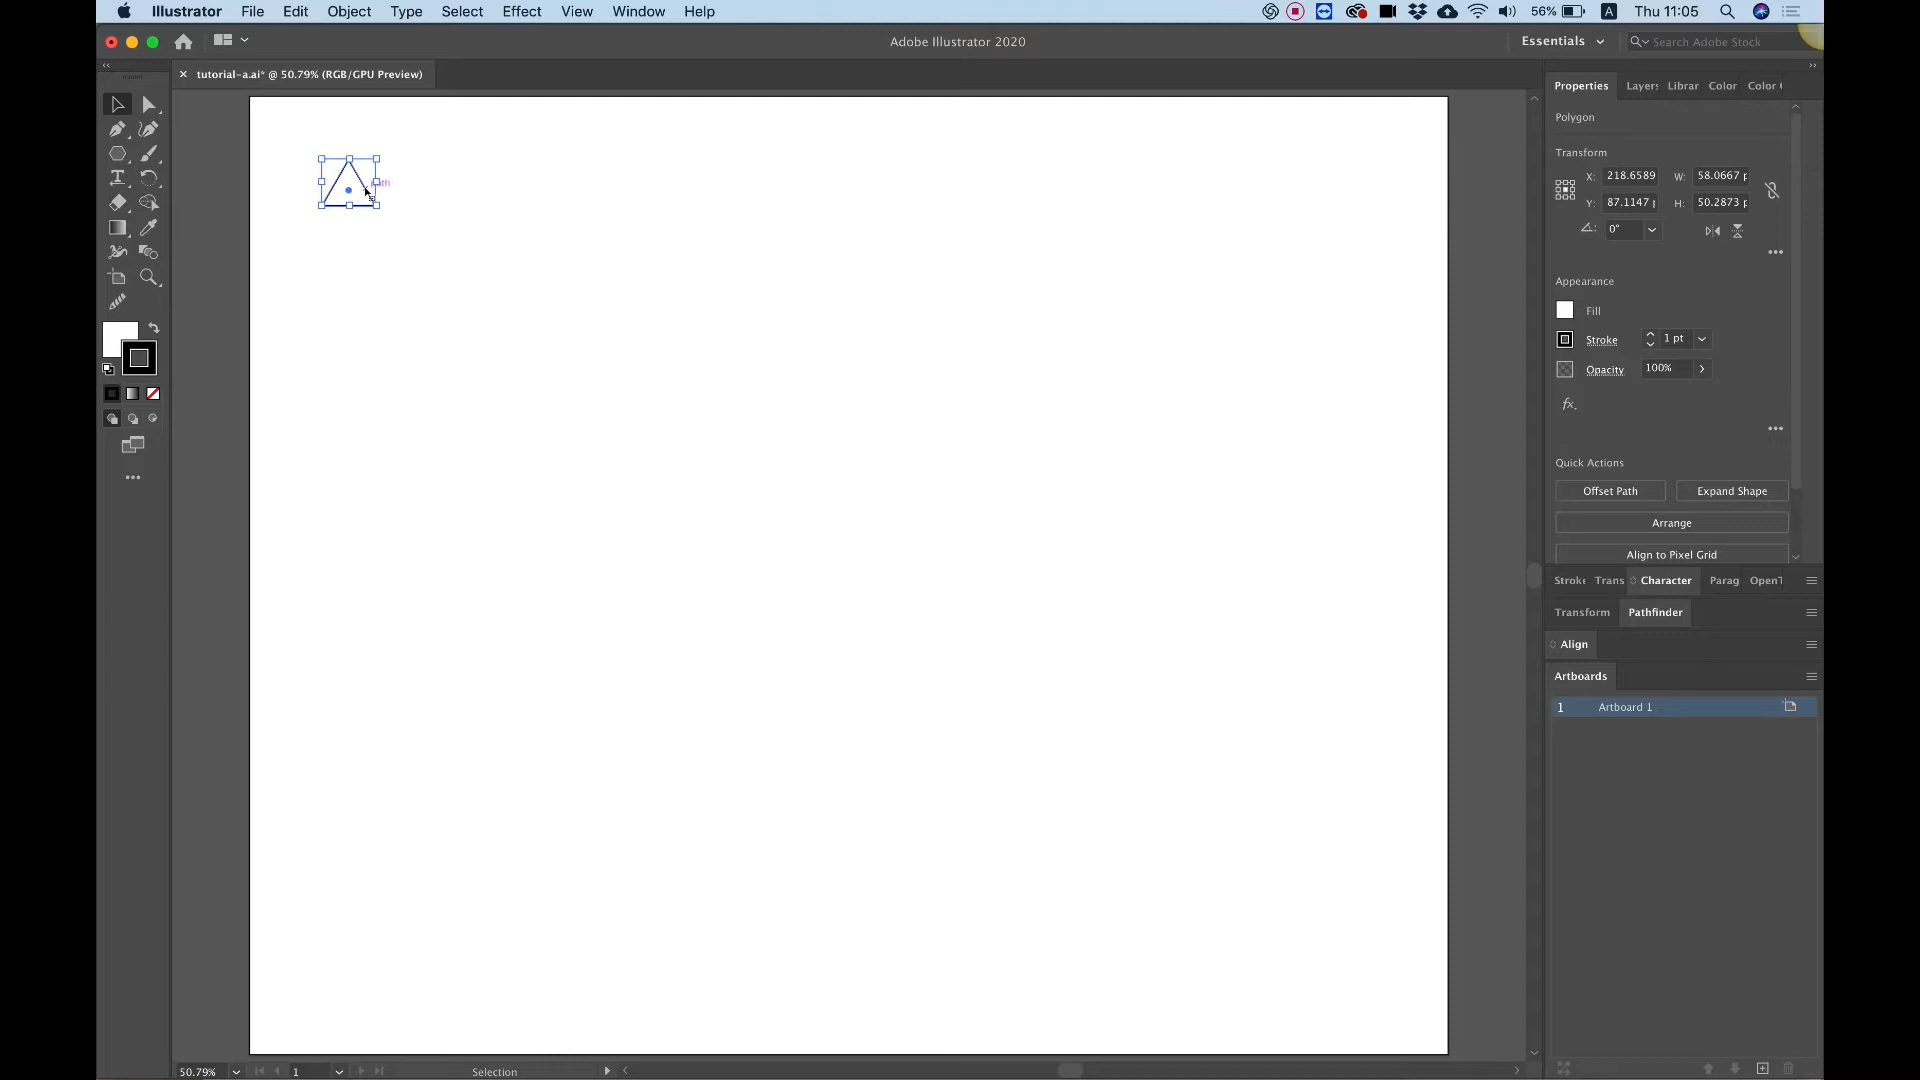 Illustrator File Edit Object Type Select Effect View Window Help
56% A Thu 11:05
Adobe Illustrator 2020
Essentials
Search Adobe Stock
tutorial-a.ai* @ 50.79% (RGB/GPU Preview)
Properties Layers Librar Color Color
Polygon
Transform
X: 218.6589 W: 58.0667 p
Y: 87.1147 p H: 50.2873 p
0°
Appearance
Fill
Stroke 1 pt
Opacity 100%
fx.
Quick Actions
Offset Path Expand Shape
Arrange
Align to Pixel Grid
Stroke Trans Character Parag OpenT
Transform Pathfinder
Align
Artboards
1 Artboard 1
path
50.79% 1 Selection